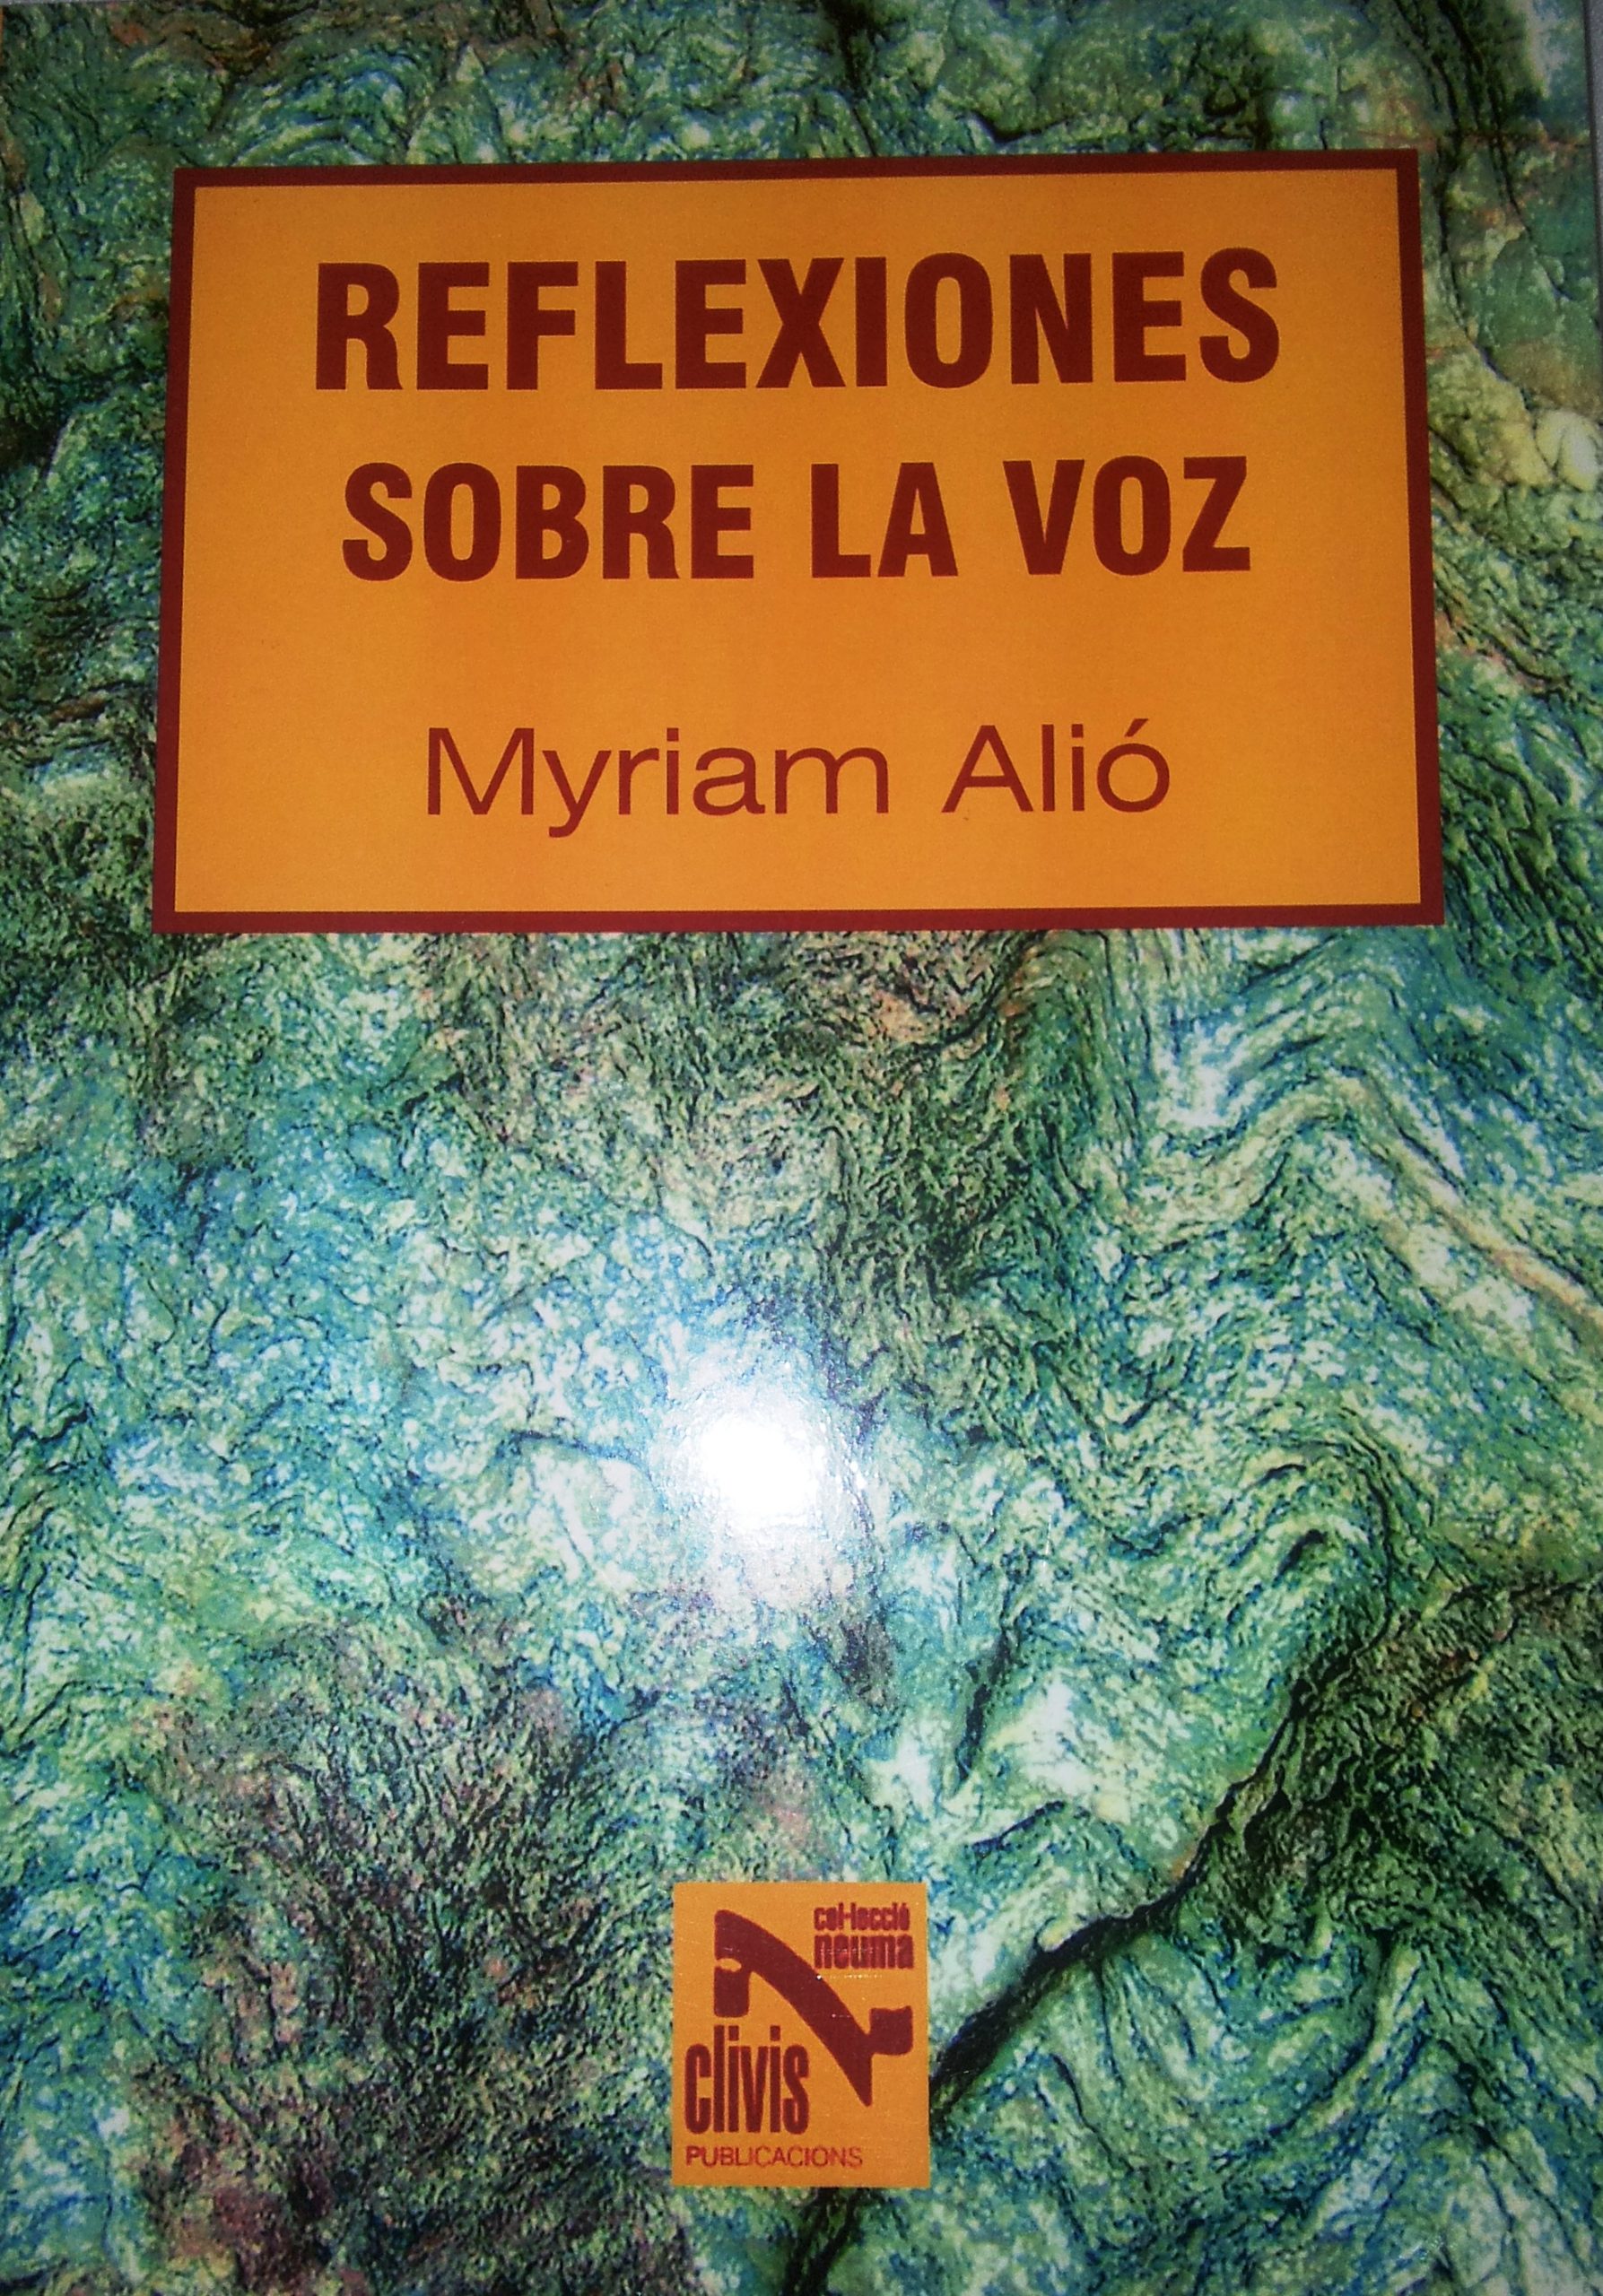 REFLEXIONES
SOBRE LA VOZ
Myriam Alió
col·lecció
neuma
clivis
PUBLICACIONS